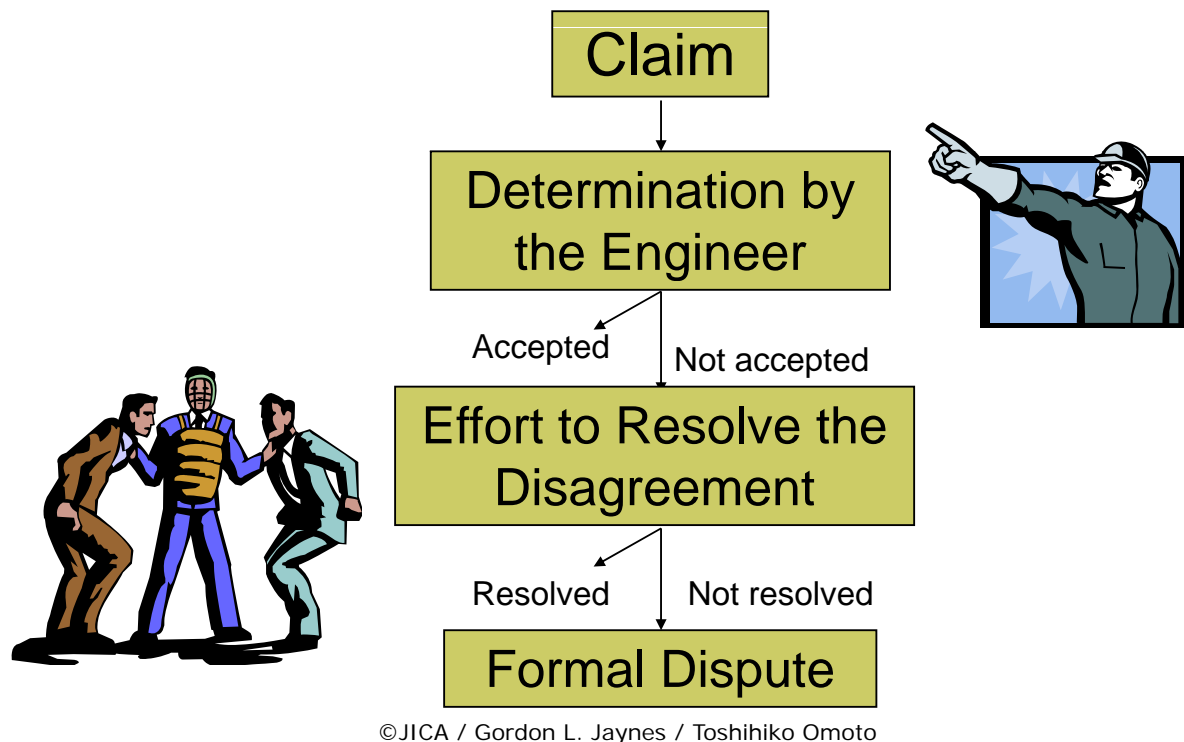 Claim
Determination by
the Engineer
Accepted
Not accepted
Effort to Resolve the
Disagreement
Resolved
Not resolved
Formal Dispute
©JICA / Gordon L. Jaynes / Toshihiko Omoto